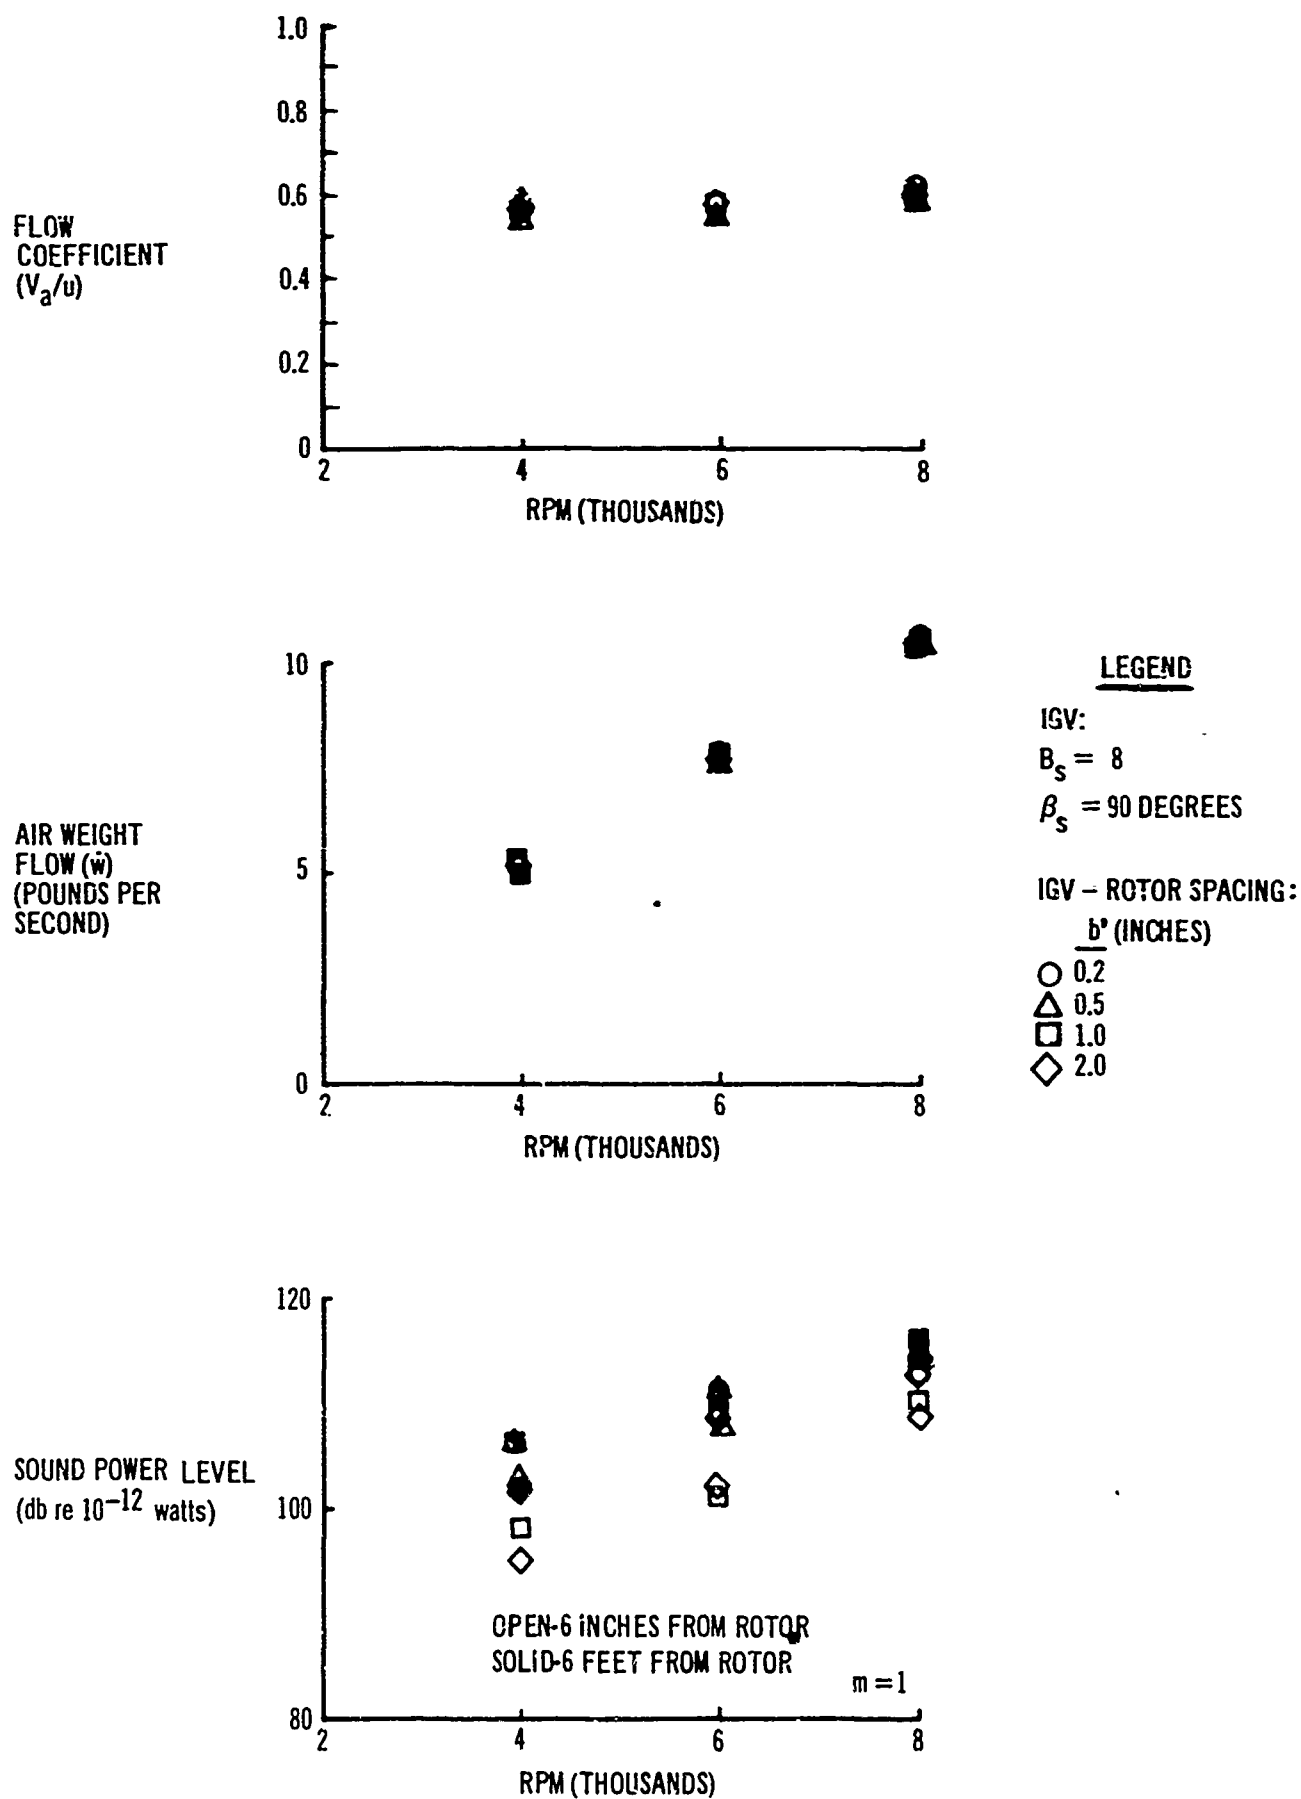 1.0
0.8
0.6
0.4
0.2
0
FLOW
COEFFICIENT
(Va/u)
2 4 6 8
RPM (THOUSANDS)
10
5
0
AIR WEIGHT
FLOW (ẇ)
(POUNDS PER
SECOND)
2 4 6 8
RPM (THOUSANDS)
LEGEND
IGV:
Bs = 8
βs = 90 DEGREES
IGV – ROTOR SPACING:
b' (INCHES)
0.2
0.5
1.0
2.0
120
100
80
SOUND POWER LEVEL
(db re 10⁻¹² watts)
OPEN-6 INCHES FROM ROTOR
SOLID-6 FEET FROM ROTOR
m = 1
2 4 6 8
RPM (THOUSANDS)